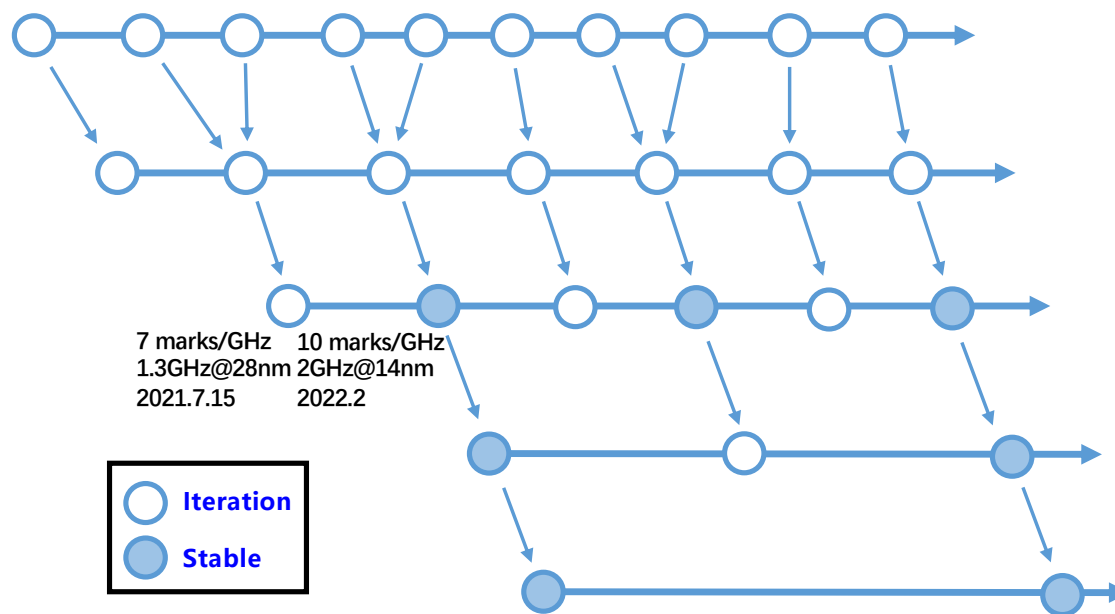 7 marks/GHz
1.3GHz@28nm
2021.7.15
10 marks/GHz
2GHz@14nm
2022.2
Iteration
Stable